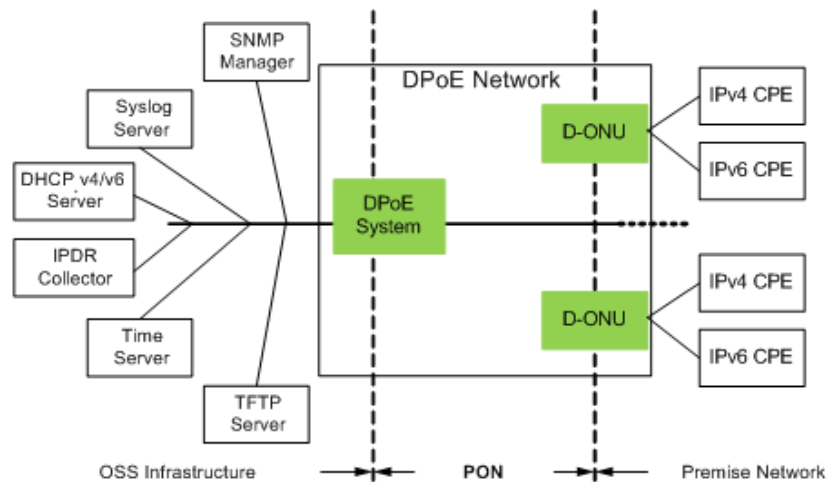 SNMP
Manager
DPoE Network
Syslog
Server
IPv4 CPE
D-ONU
IPv6 CPE
DHCP v4/v6
Server
DPoE
System
IPDR
Collector
IPv4 CPE
D-ONU
IPv6 CPE
Time
Server
TFTP
Server
OSS Infrastructure
PON
Premise Network